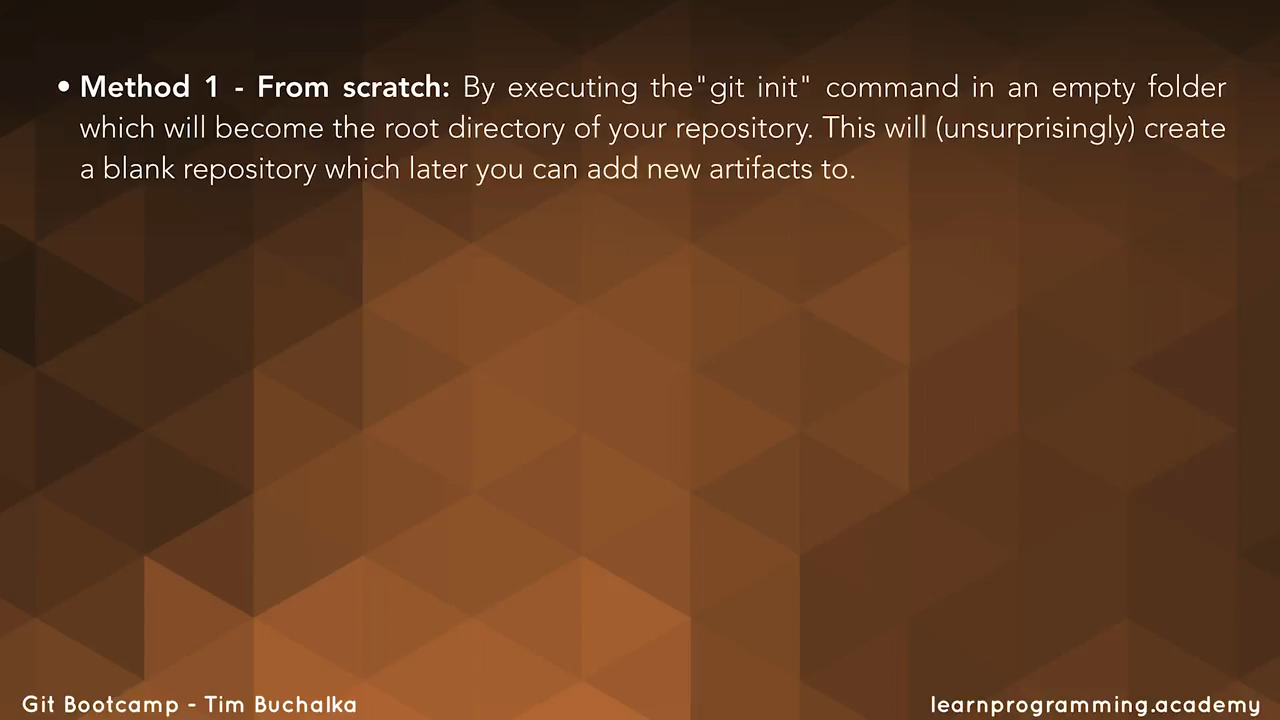 • Method 1 - From scratch: By executing the"git init" command in an empty folder
which will become the root directory of your repository. This will (unsurprisingly) create
a blank repository which later you can add new artifacts to.
Git Bootcamp - Tim Buchalka
learnprogramming.academy